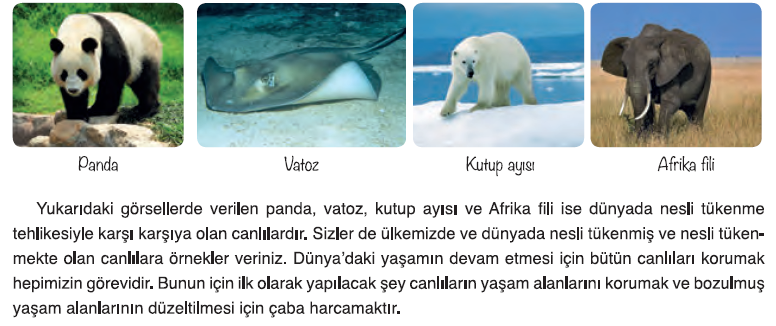 Panda
Vatoz
Kutup ayısı
Afrika fili
Yukarıdaki görsellerde verilen panda, vatoz, kutup ayısı ve Afrika fili ise dünyada nesli tükenme
tehlikesiyle karşı karşıya olan canlılardır. Sizler de ülkemizde ve dünyada nesli tükenmiş ve nesli tüken-
mekte olan canlılara örnekler veriniz. Dünya'daki yaşamın devam etmesi için bütün canlıları korumak
hepimizin görevidir. Bunun için ilk olarak yapılacak şey canlıların yaşam alanlarını korumak ve bozulmuş
yaşam alanlarının düzeltilmesi için çaba harcamaktır.